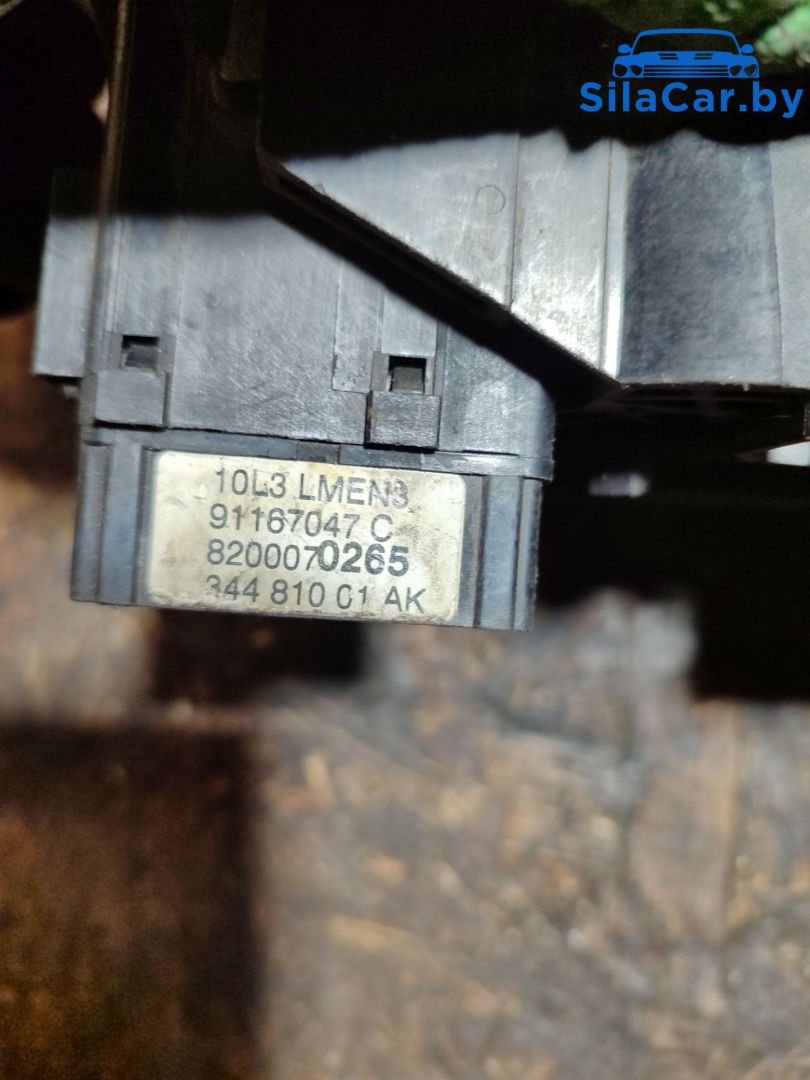 SilaCar.by
10L3 LMEN3
91167047 C
8200070265
344 810 01 AK